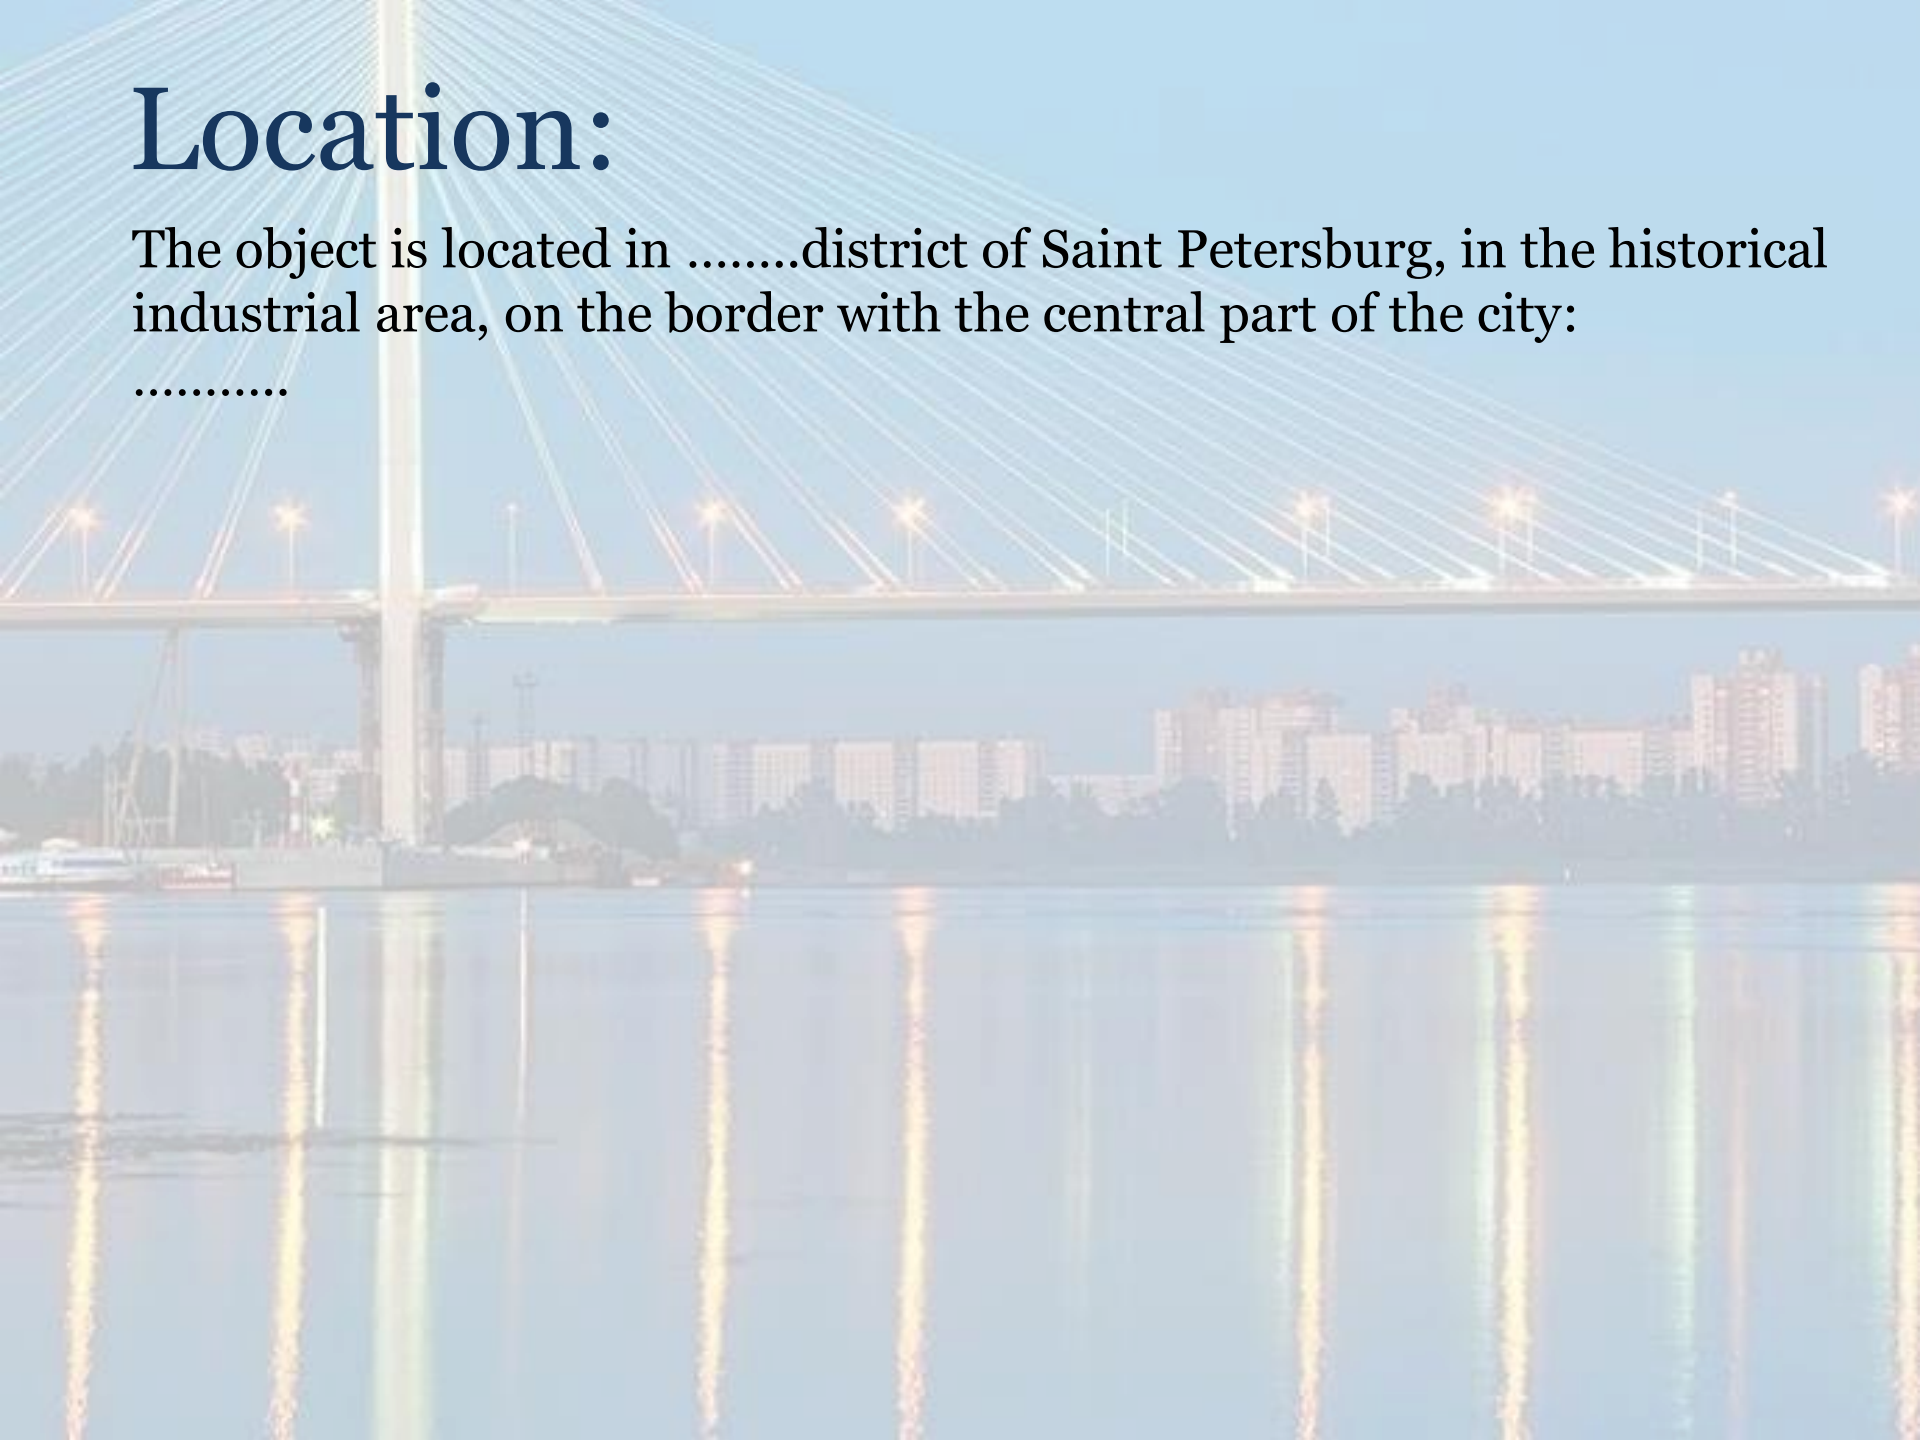 Location:
The object is located in ........district of Saint Petersburg, in the historical
industrial area, on the border with the central part of the city:
...........